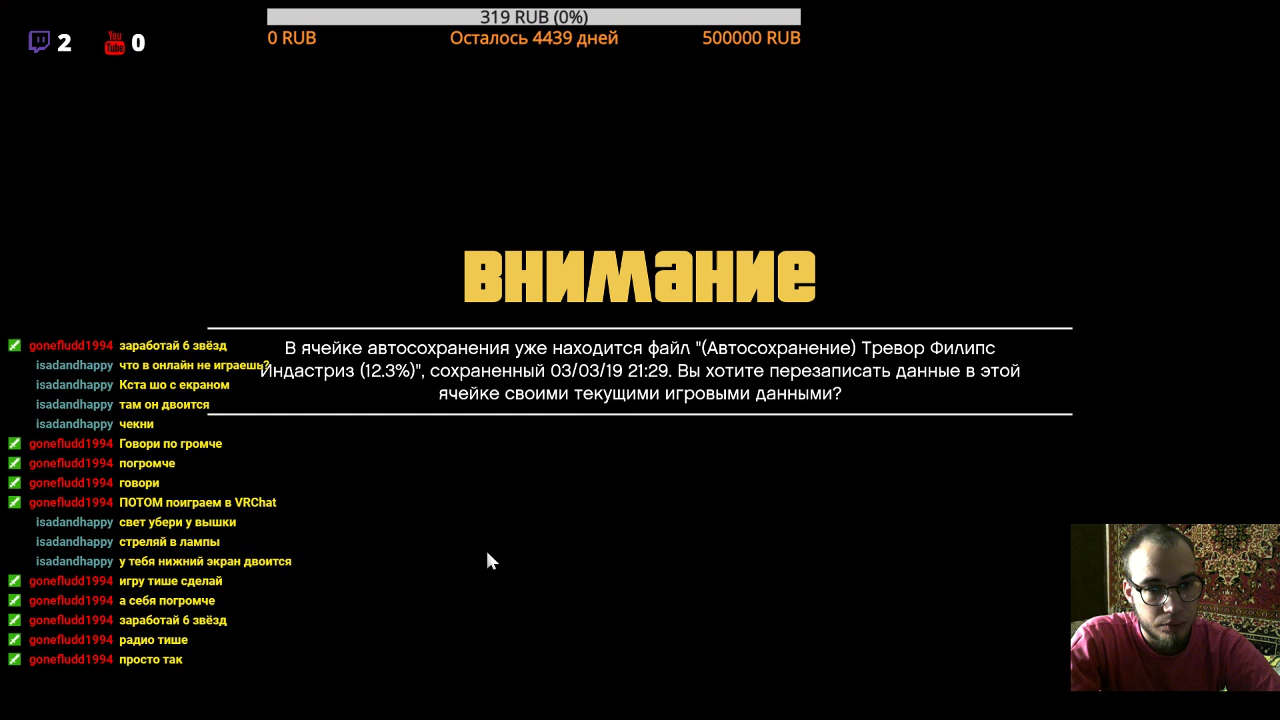 319 RUB (0%)
0 RUB Осталось 4439 дней 500000 RUB
2 You Tube 0
внимание
В ячейке автосохранения уже находится файл "(Автосохранение) Тревор Филипс
Индастриз (12.3%)", сохраненный 03/03/19 21:29. Вы хотите перезаписать данные в этой
ячейке своими текущими игровыми данными?
gonefludd1994 заработай 6 звёзд
isadandhappy что в онлайн не играешь?
isadandhappy Кста шо с екраном
isadandhappy там он двоится
isadandhappy чекни
gonefludd1994 Говори по громче
gonefludd1994 погромче
gonefludd1994 говори
gonefludd1994 ПОТОМ поиграем в VRChat
isadandhappy свет убери у вышки
isadandhappy стреляй в лампы
isadandhappy у тебя нижний экран двоится
gonefludd1994 игру тише сделай
gonefludd1994 а себя погромче
gonefludd1994 заработай 6 звёзд
gonefludd1994 радио тише
gonefludd1994 просто так